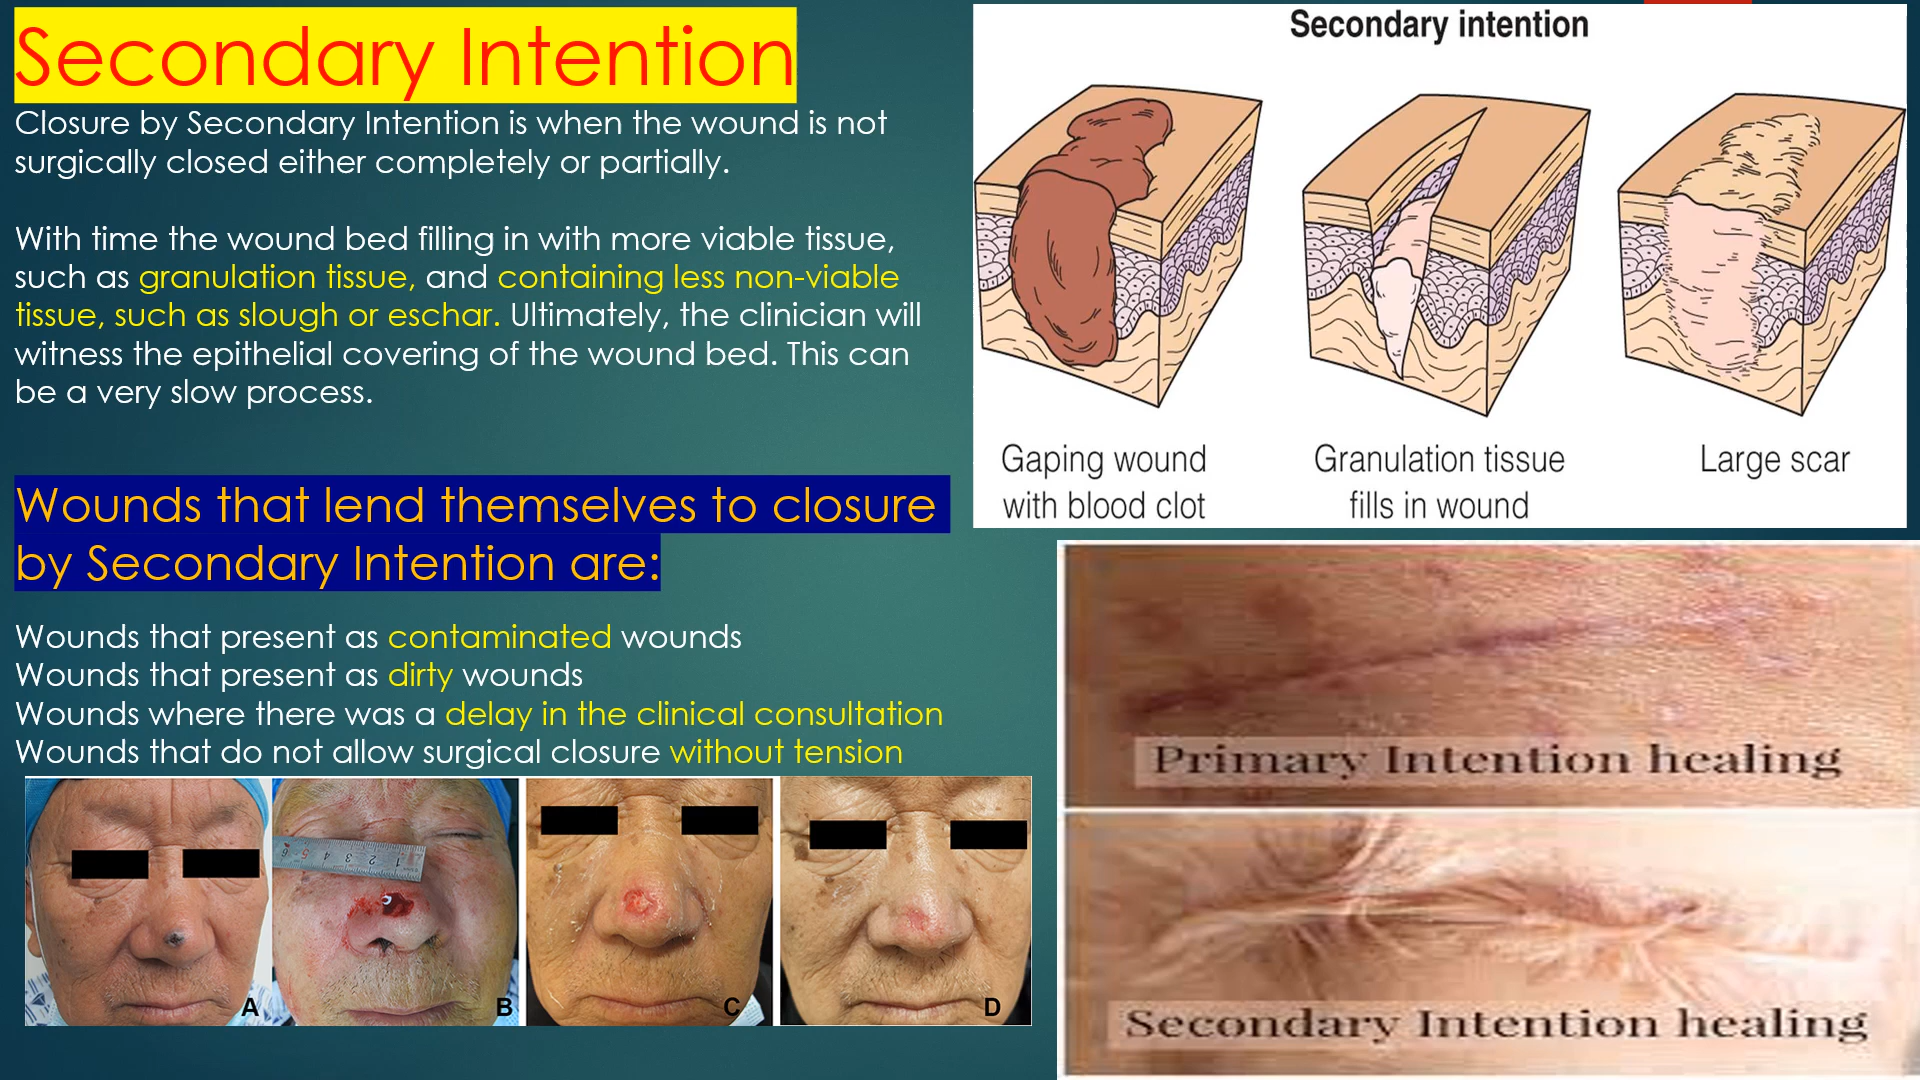 Secondary Intention
Closure by Secondary Intention is when the wound is not
surgically closed either completely or partially.
With time the wound bed filling in with more viable tissue,
such as granulation tissue, and containing less non-viable
tissue, such as slough or eschar. Ultimately, the clinician will
witness the epithelial covering of the wound bed. This can
be a very slow process.
Wounds that lend themselves to closure
by Secondary Intention are:
Wounds that present as contaminated wounds
Wounds that present as dirty wounds
Wounds where there was a delay in the clinical consultation
Wounds that do not allow surgical closure without tension
6 5 4 3 2 1
A
B
C
D
Secondary intention
Gaping wound
with blood clot
Granulation tissue
fills in wound
Large scar
Primary Intention healing
Secondary Intention healing